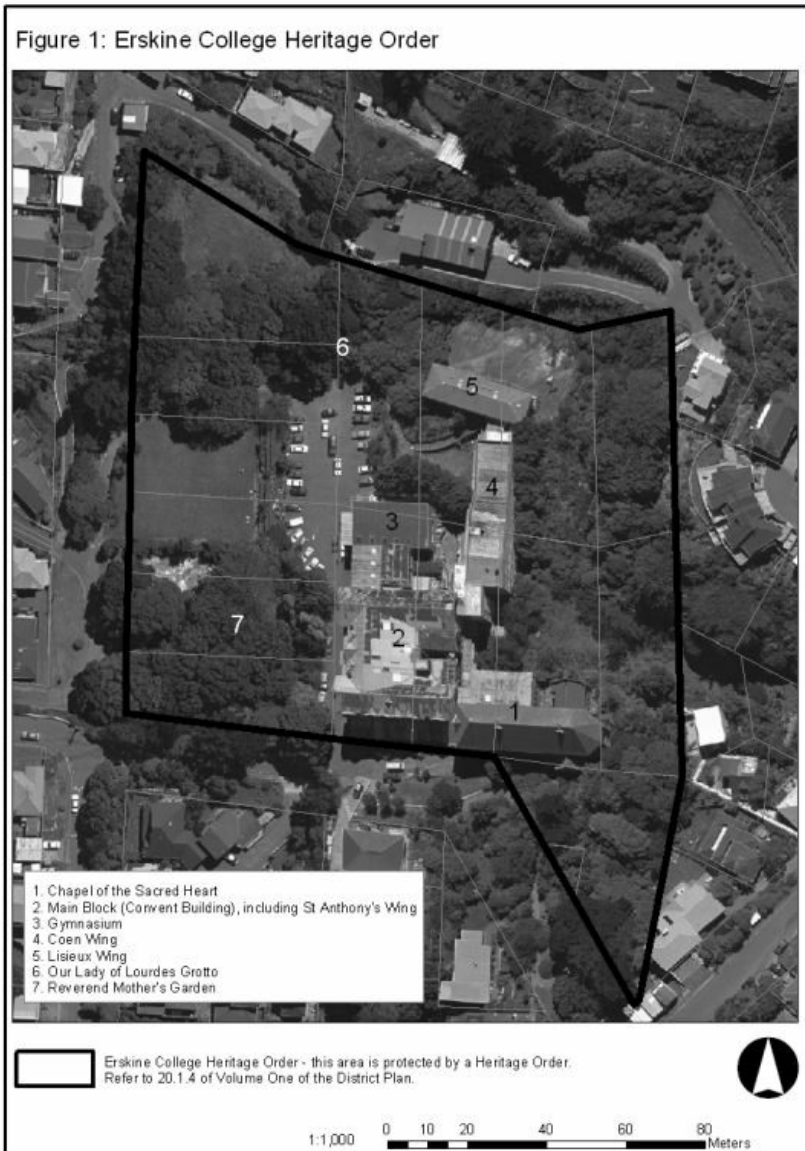 Figure 1: Erskine College Heritage Order
6
5
4
3
7
2
1
1. Chapel of the Sacred Heart
2. Main Block (Convent Building), including St Anthony's Wing
3. Gymnasium
4. Coen Wing
5. Lisieux Wing
6. Our Lady of Lourdes Grotto
7. Reverend Mother's Garden
Erskine College Heritage Order - this area is protected by a Heritage Order.
Refer to 20.1.4 of Volume One of the District Plan.
1:1,000
0 10 20 40 60 80
Meters